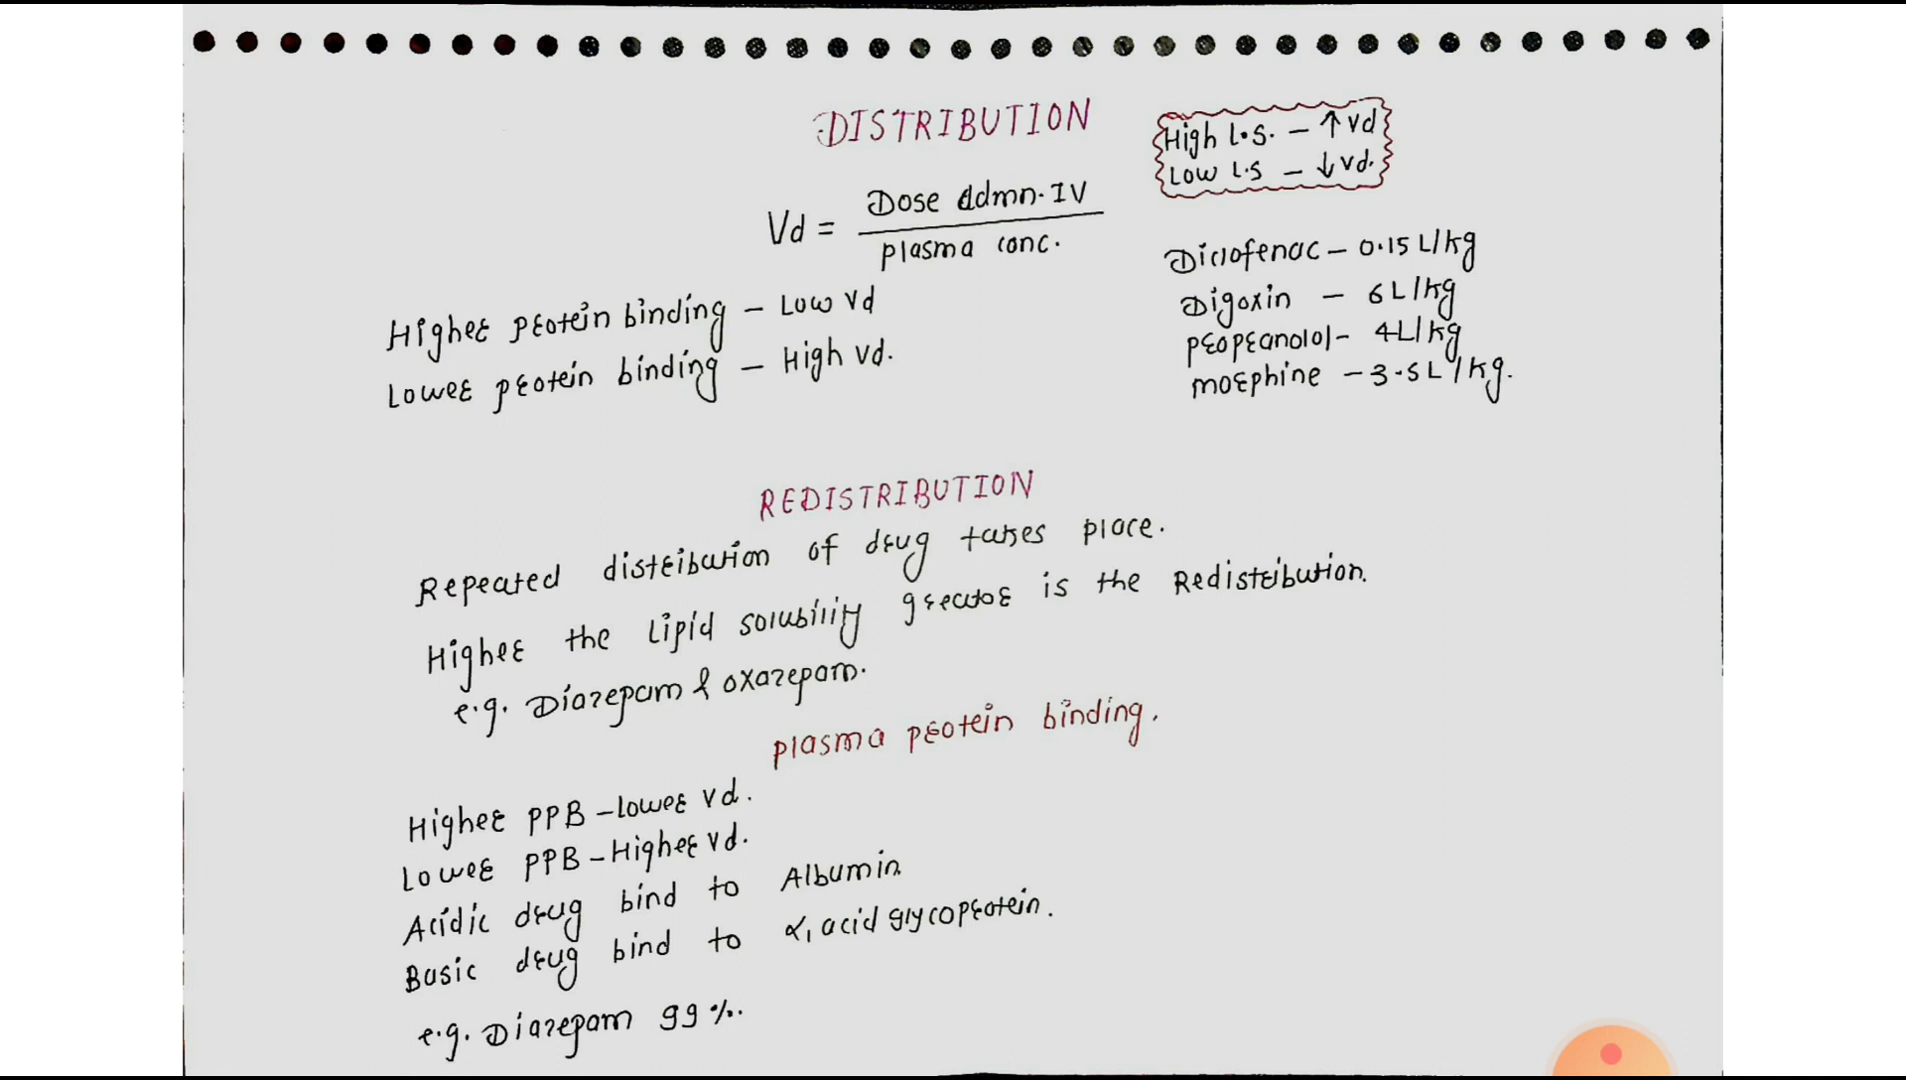 DISTRIBUTION
High L.S. - ↑ Vd
Low L.S - ↓ Vd.
Vd = Dose Admn. IV
plasma conc.
Diclofenac - 0.15 L/kg
Digoxin - 6 L/kg
propranolol - 4 L/kg
morphine - 3.5 L/kg.
Higher protein binding - Low Vd
Lower protein binding - High Vd.
REDISTRIBUTION
Repeated distribution of drug takes place.
Higher the Lipid solubility greator is the Redistribution.
e.g. Diazepam & oxazepam.
plasma protein binding.
Higher PPB - lower Vd.
Lower PPB - Higher Vd.
Acidic drug bind to Albumin
Basic drug bind to α1 acid glycoprotein.
e.g. Diazepam 99 %.